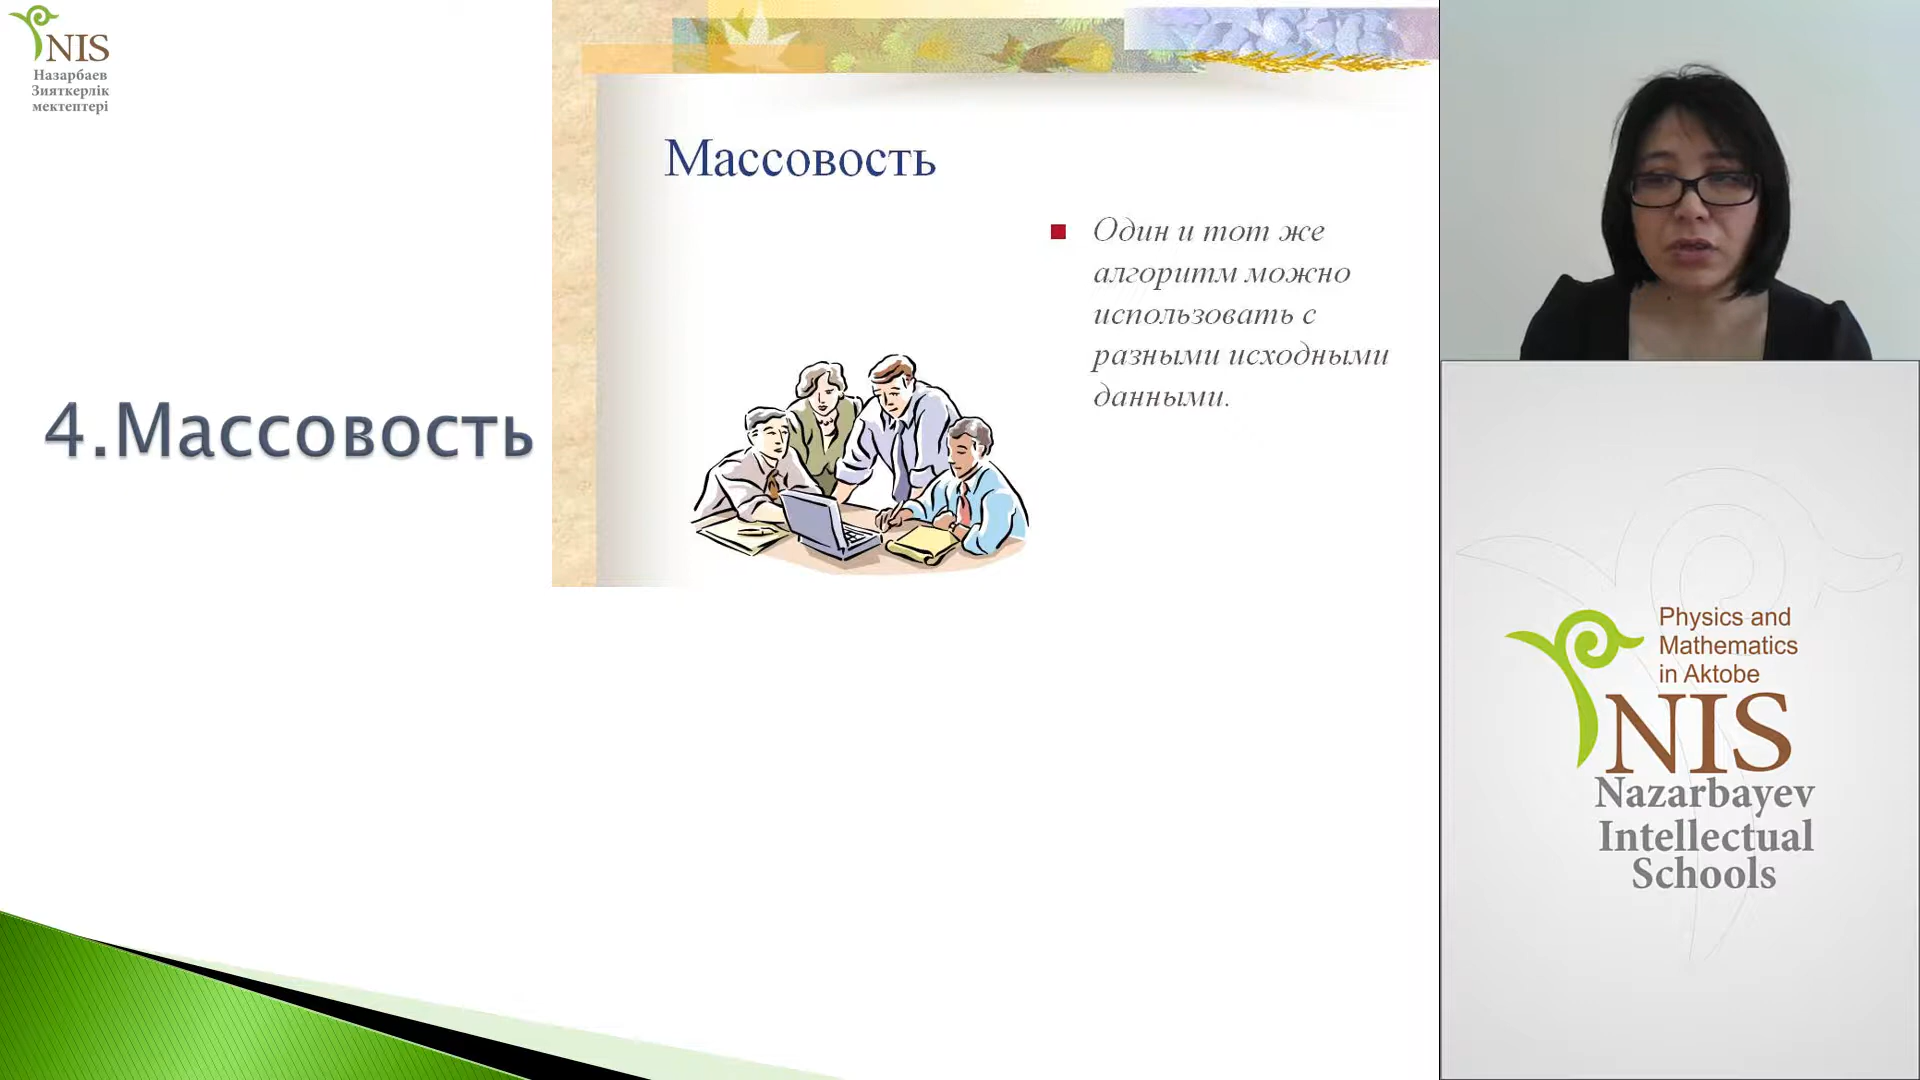 NIS
Назарбаев
Зияткерлік
мектептері
4.Массовость
Массовость
Один и тот же
алгоритм можно
использовать с
разными исходными
данными.
Physics and
Mathematics
in Aktobe
NIS
Nazarbayev
Intellectual
Schools